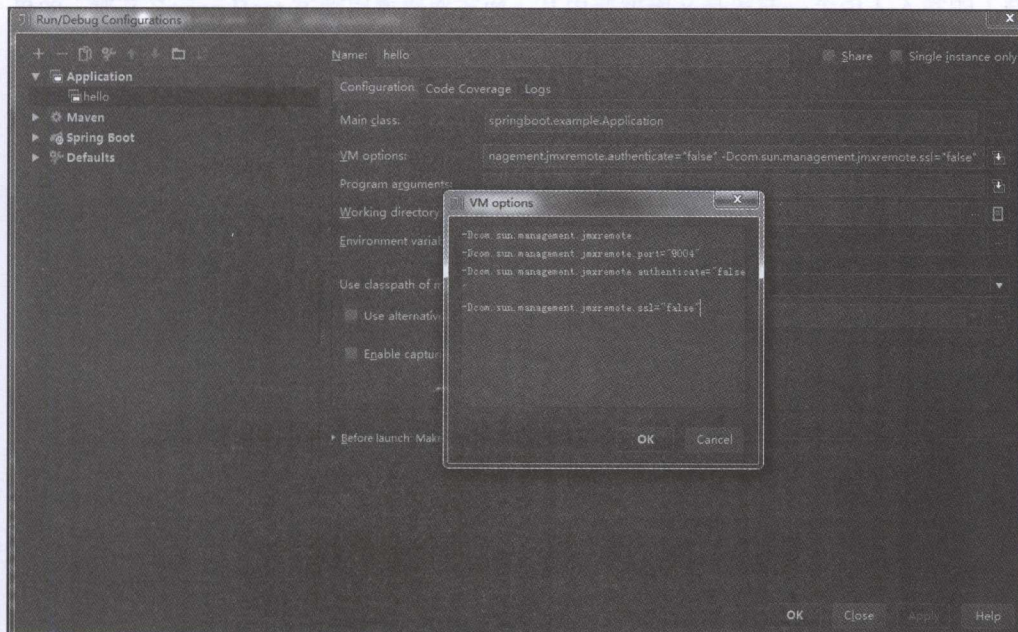 Run/Debug Configurations
Name: hello
Share
Single instance only
Application
hello
Maven
Spring Boot
Defaults
Configuration Code Coverage Logs
Main class: springboot.example.Application
VM options: nagement.jmxremote.authenticate="false" -Dcom.sun.management.jmxremote.ssl="false"
Program arguments:
Working directory
Environment variab
Use classpath of m
Use alternative
Enable captur
Before launch: Make
VM options
-Dcom.sun.management.jmxremote
-Dcom.sun.management.jmxremote.port="9004"
-Dcom.sun.management.jmxremote.authenticate="false
"
-Dcom.sun.management.jmxremote.ssl="false"
OK Cancel
OK Close Apply Help